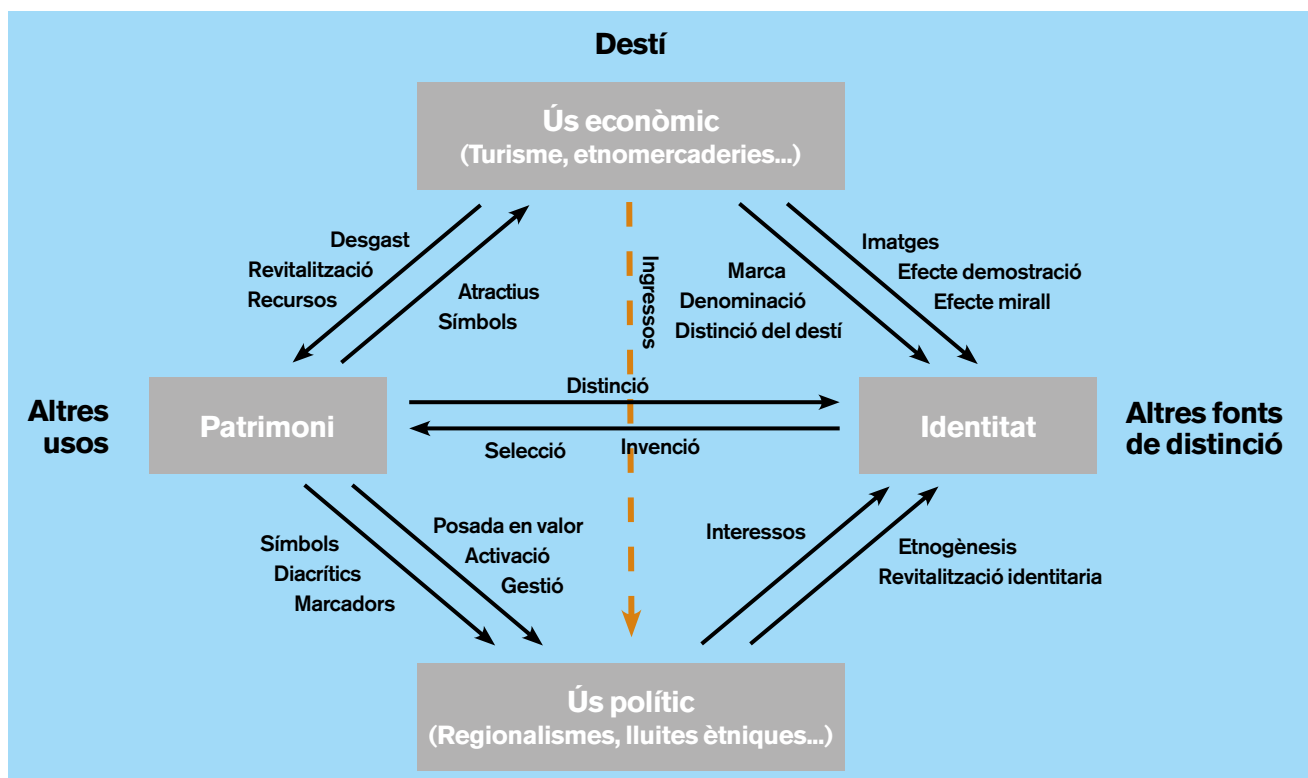 Destí
Ús econòmic
(Turisme, etnomercaderies...)
Desgast
Revitalització
Recursos
Atractius
Símbols
Ingressos
Marca
Denominació
Distinció del destí
Imatges
Efecte demostració
Efecte mirall
Altres
usos
Patrimoni
Distinció
Selecció
Invenció
Identitat
Altres fonts
de distinció
Símbols
Diacrítics
Marcadors
Posada en valor
Activació
Gestió
Interessos
Etnogènesis
Revitalització identitaria
Ús polític
(Regionalismes, lluites ètniques...)